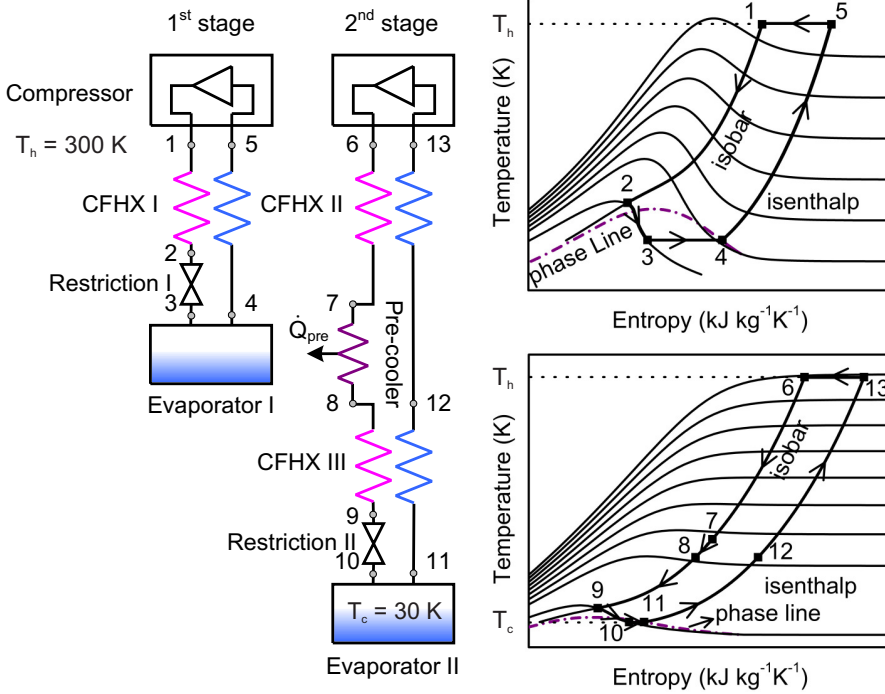 1st stage
2nd stage
Compressor
1
5
6
13
Th = 300 K
CFHX I
CFHX II
2
Restriction I
3
4
7
Q̇pre
Pre-cooler
Evaporator I
8
12
CFHX III
9
Restriction II
10
11
Tc = 30 K
Evaporator II
Th
1
5
Temperature (K)
isobar
2
isenthalp
phase Line
3
4
Entropy (kJ kg-1K-1)
Th
6
13
Temperature (K)
isobar
7
8
12
isenthalp
9
11
phase line
Tc
10
Entropy (kJ kg-1K-1)